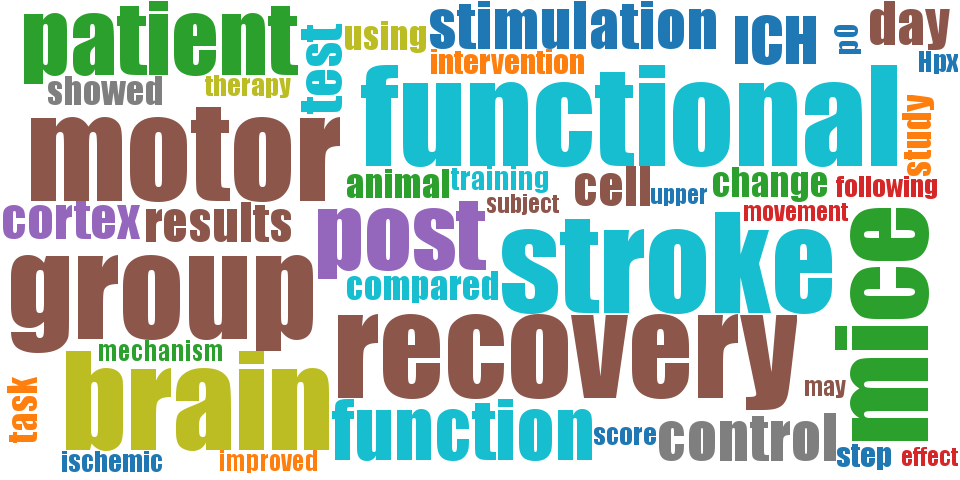 patient
test
using
stimulation
ICH
po
day
Hpx
intervention
showed
therapy
motor
functional
study
animal
training
subject
cell
upper
change
following
movement
cortex
results
post
group
compared
stroke
mice
recovery
mechanism
brain
task
may
function
score
control
step
effect
ischemic
improved